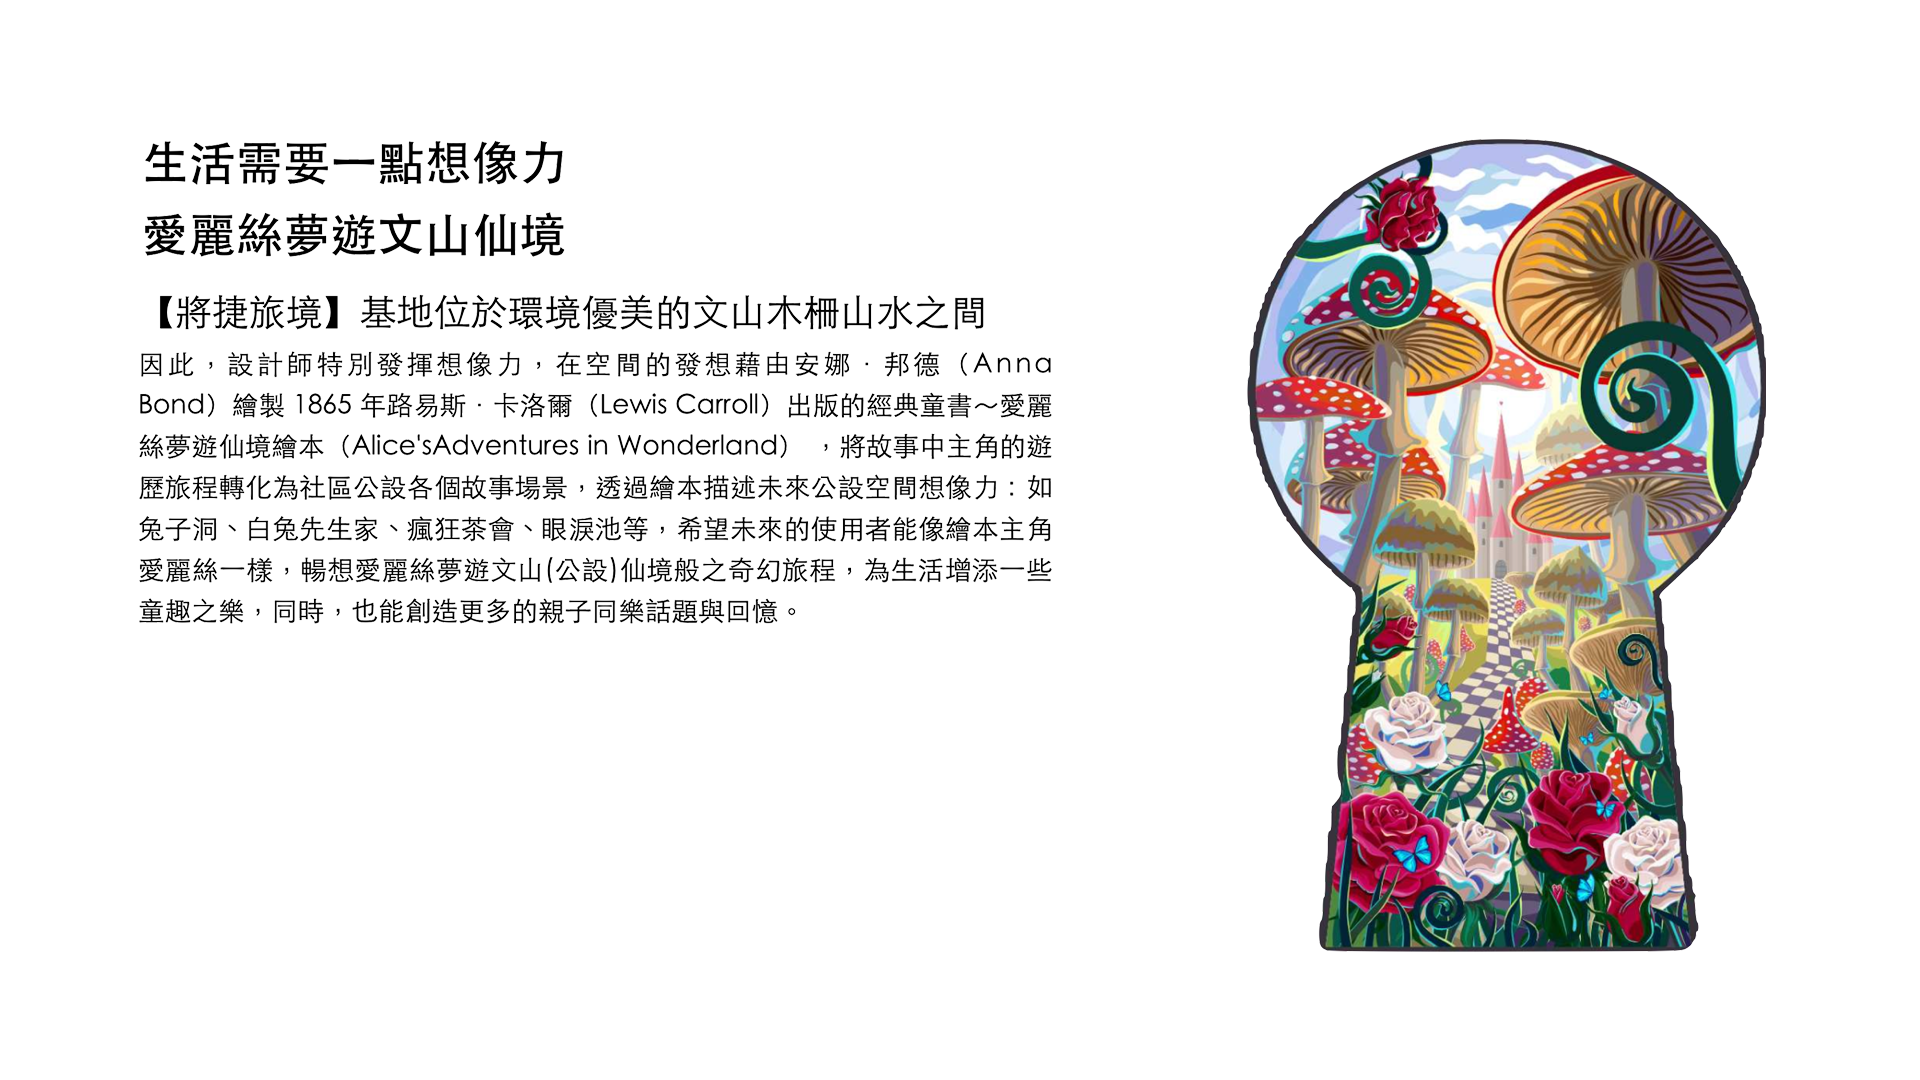 生活需要一點想像力
愛麗絲夢遊文山仙境
【將捷旅境】基地位於環境優美的文山木柵山水之間
因此，設計師特別發揮想像力，在空間的發想藉由安娜．邦德（Anna
Bond）繪製 1865 年路易斯．卡洛爾（Lewis Carroll）出版的經典童書～愛麗
絲夢遊仙境繪本（Alice'sAdventures in Wonderland） ，將故事中主角的遊
歷旅程轉化為社區公設各個故事場景，透過繪本描述未來公設空間想像力：如
兔子洞、白兔先生家、瘋狂茶會、眼淚池等，希望未來的使用者能像繪本主角
愛麗絲一樣，暢想愛麗絲夢遊文山(公設)仙境般之奇幻旅程，為生活增添一些
童趣之樂，同時，也能創造更多的親子同樂話題與回憶。